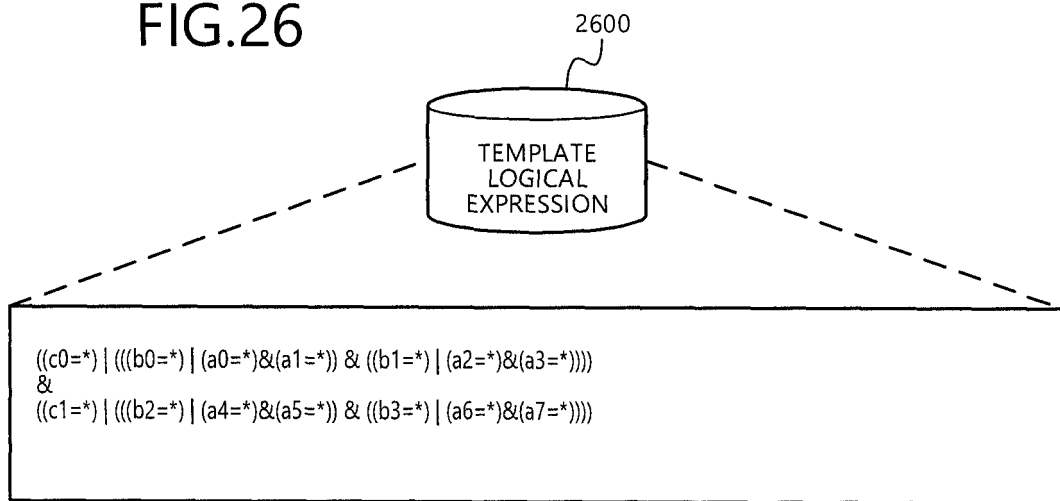 FIG.26
2600
TEMPLATE
LOGICAL
EXPRESSION
((c0=*) | (((b0=*) | (a0=*)&(a1=*)) & ((b1=*) | (a2=*)&(a3=*))))
&
((c1=*) | (((b2=*) | (a4=*)&(a5=*)) & ((b3=*) | (a6=*)&(a7=*))))